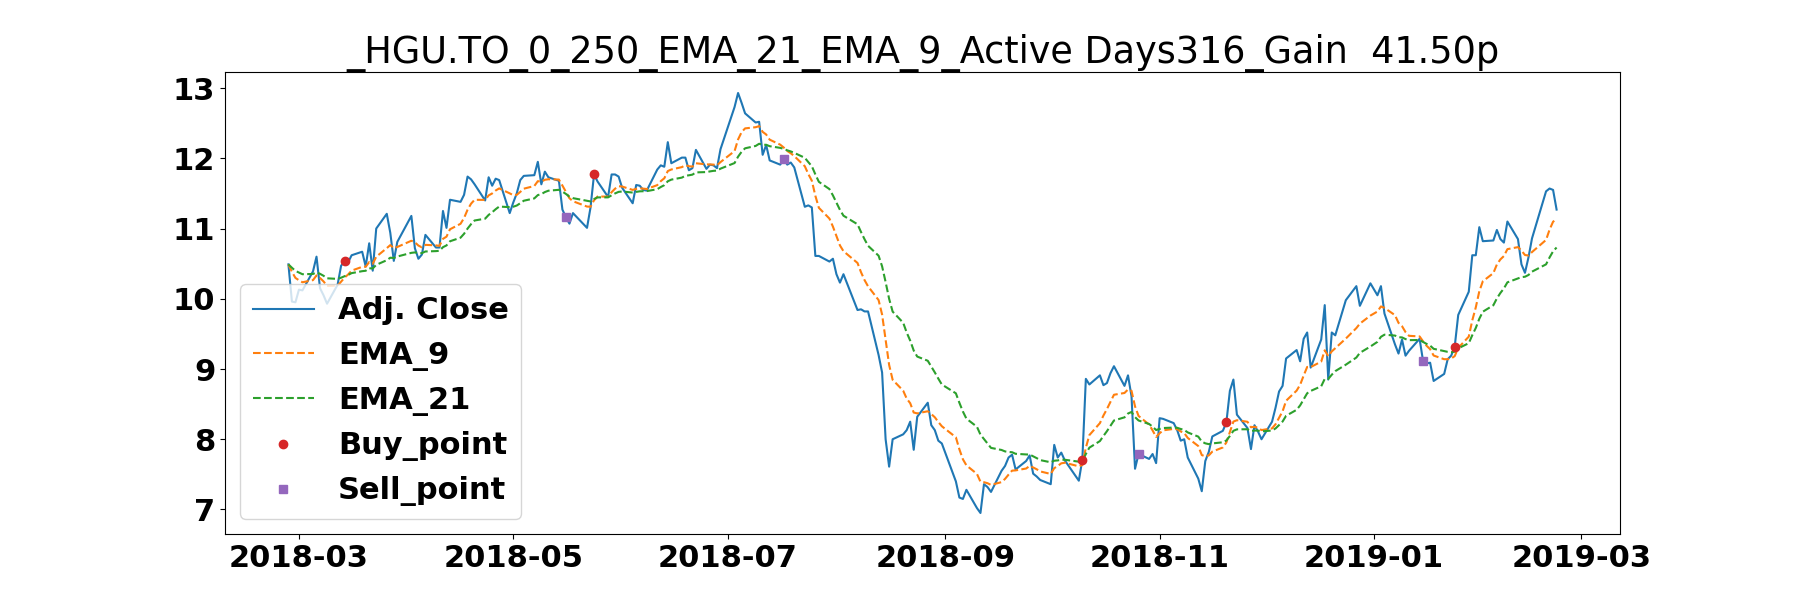 _HGU.TO_0_250_EMA_21_EMA_9_Active Days316_Gain  41.50p
13
12
11
10
9
8
7
Adj. Close
EMA_9
EMA_21
Buy_point
Sell_point
2018-03 2018-05 2018-07 2018-09 2018-11 2019-01 2019-03